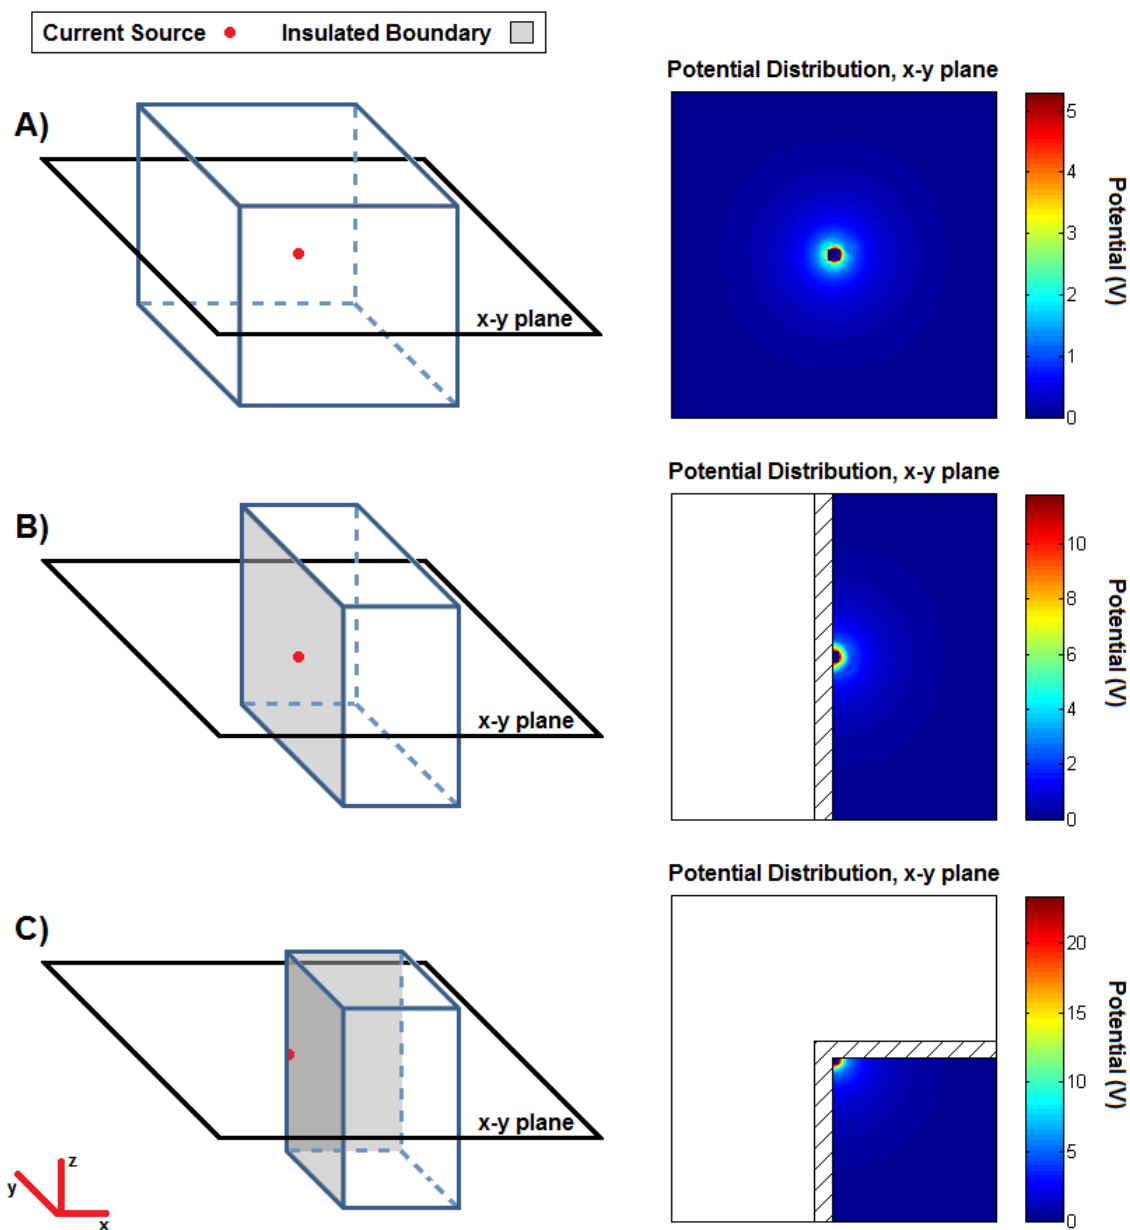 Current Source Insulated Boundary
Potential Distribution, x-y plane
A)
x-y plane
5
4
3
2
1
0
Potential (V)
Potential Distribution, x-y plane
B)
x-y plane
10
8
6
4
2
0
Potential (V)
Potential Distribution, x-y plane
C)
x-y plane
20
15
10
5
0
Potential (V)
z
y
x